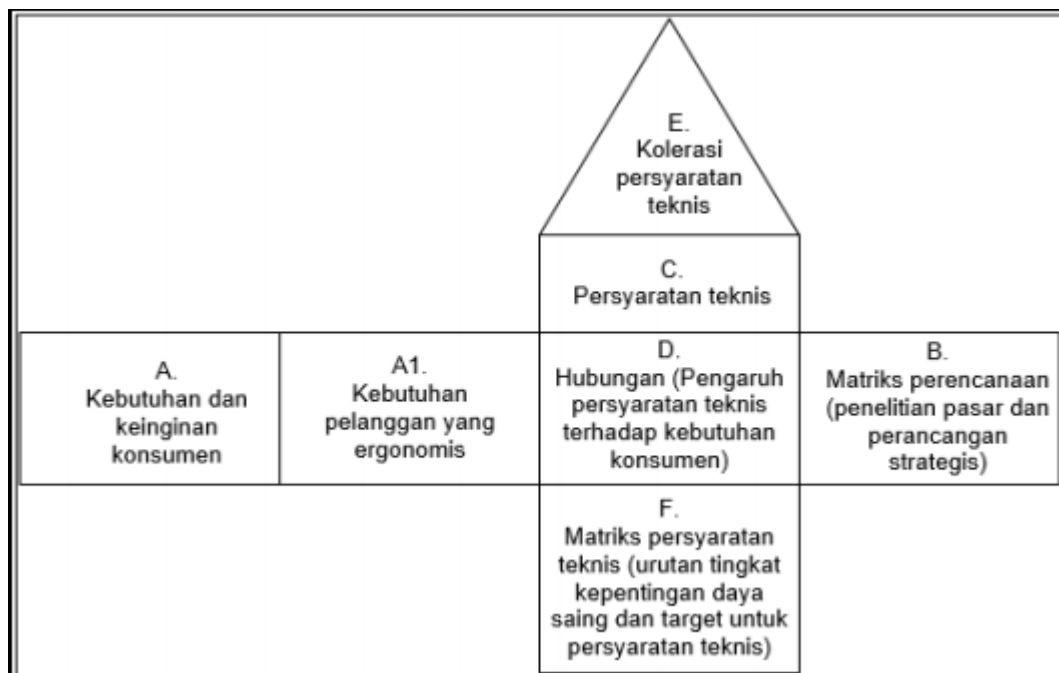 E.
Kolerasi
persyaratan
teknis
C.
Persyaratan teknis
A.
Kebutuhan dan
keinginan
konsumen
A1.
Kebutuhan
pelanggan yang
ergonomis
D.
Hubungan (Pengaruh
persyaratan teknis
terhadap kebutuhan
konsumen)
B.
Matriks perencanaan
(penelitian pasar dan
perancangan
strategis)
F.
Matriks persyaratan
teknis (urutan tingkat
kepentingan daya
saing dan target untuk
persyaratan teknis)